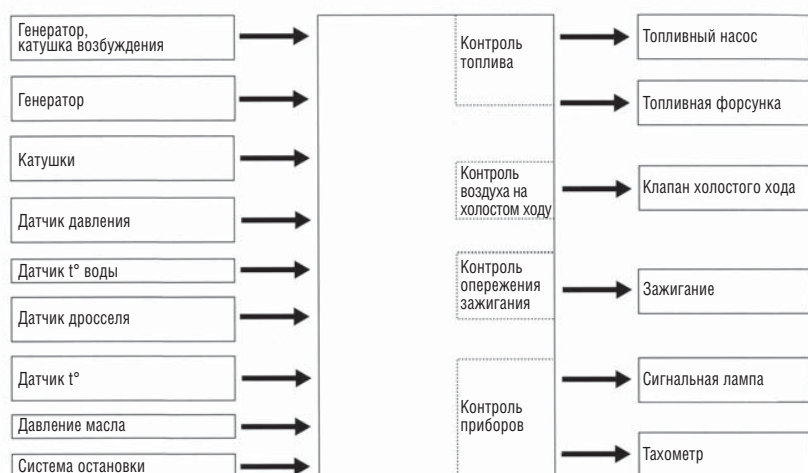 Генератор,
катушка возбуждения
Генератор
Катушки
Датчик давления
Датчик t° воды
Датчик дросселя
Датчик t°
Давление масла
Система остановки
Контроль
топлива
Контроль
воздуха на
холостом ходу
Контроль
опережения
зажигания
Контроль
приборов
Топливный насос
Топливная форсунка
Клапан холостого хода
Зажигание
Сигнальная лампа
Тахометр